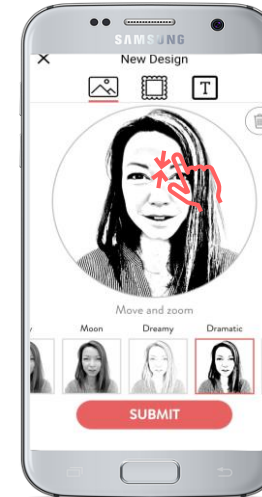 SAMSUNG
New Design
T
Move and zoom
y Moon Dreamy Dramatic
SUBMIT